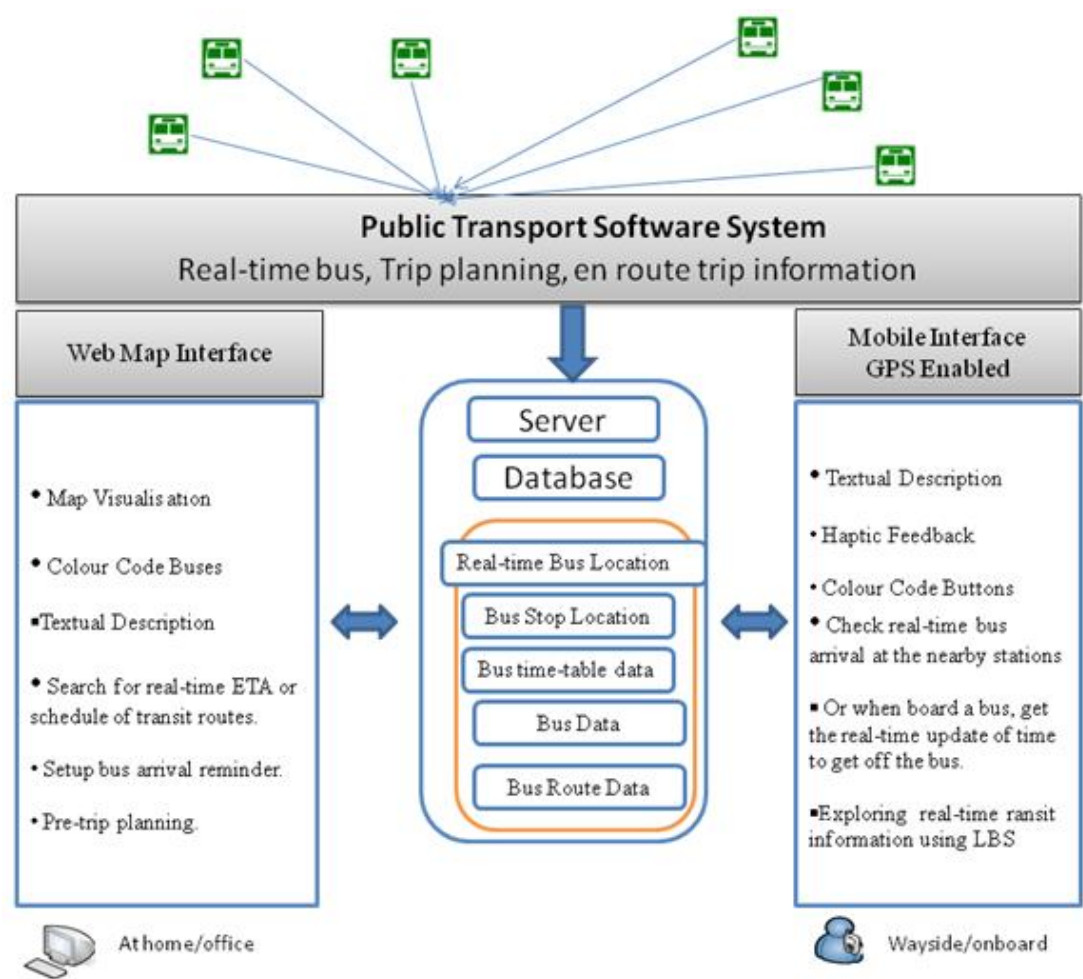 Public Transport Software System
Real-time bus, Trip planning, en route trip information
Web Map Interface
• Map Visualisation
• Colour Code Buses
▪Textual Description
• Search for real-time ETA or
schedule of transit routes.
• Setup bus arrival reminder.
• Pre-trip planning.
At home/office
Server
Database
Real-time Bus Location
Bus Stop Location
Bus time-table data
Bus Data
Bus Route Data
Mobile Interface
GPS Enabled
• Textual Description
• Haptic Feedback
• Colour Code Buttons
• Check real-time bus
arrival at the nearby stations
▪ Or when board a bus, get
the real-time update of time
to get off the bus.
▪Exploring real-time ransit
information using LBS
Wayside/onboard